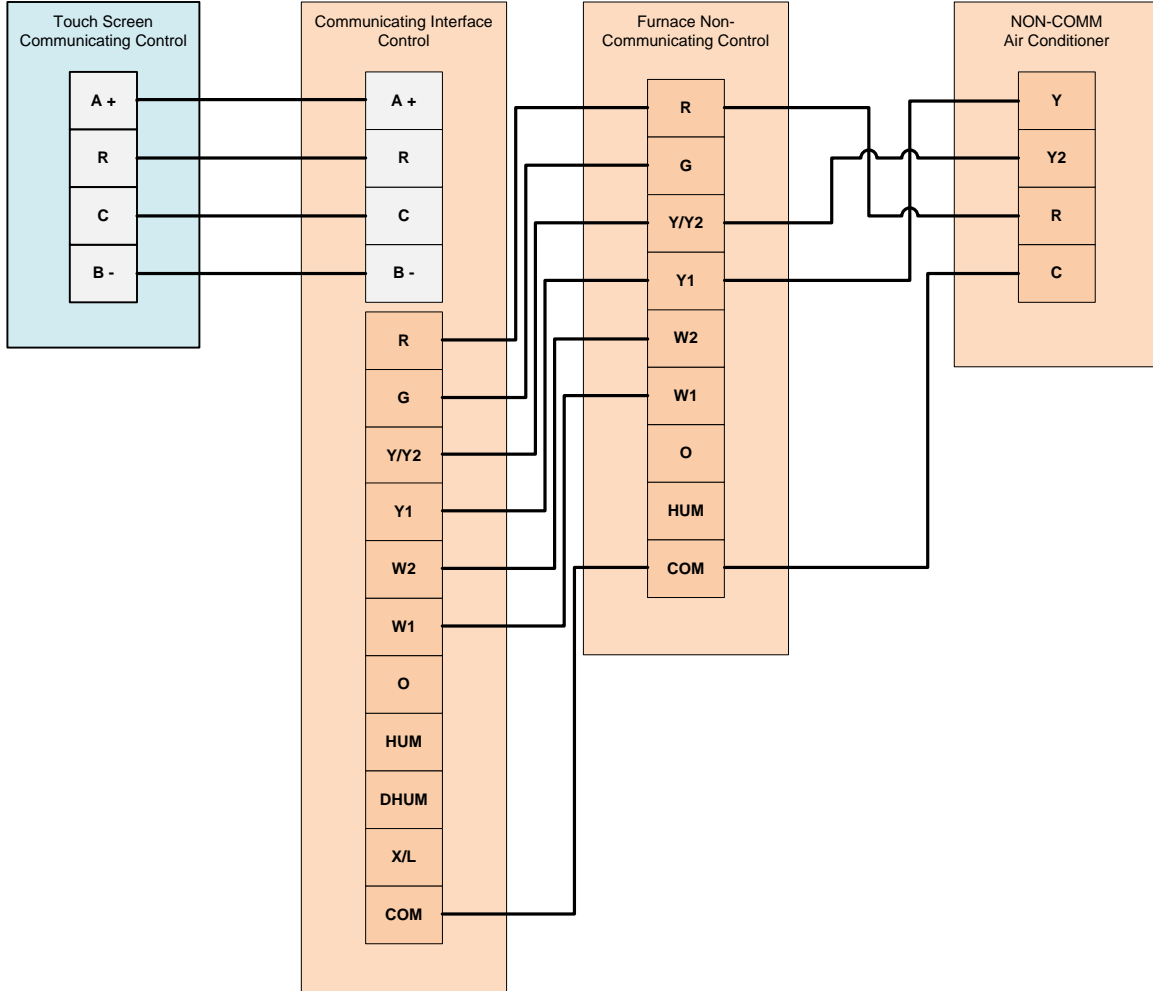 Touch Screen
Communicating Control
A +
R
C
B -
Communicating Interface
Control
A +
R
C
B -
R
G
Y/Y2
Y1
W2
W1
O
HUM
DHUM
X/L
COM
Furnace Non-
Communicating Control
R
G
Y/Y2
Y1
W2
W1
O
HUM
COM
NON-COMM
Air Conditioner
Y
Y2
R
C